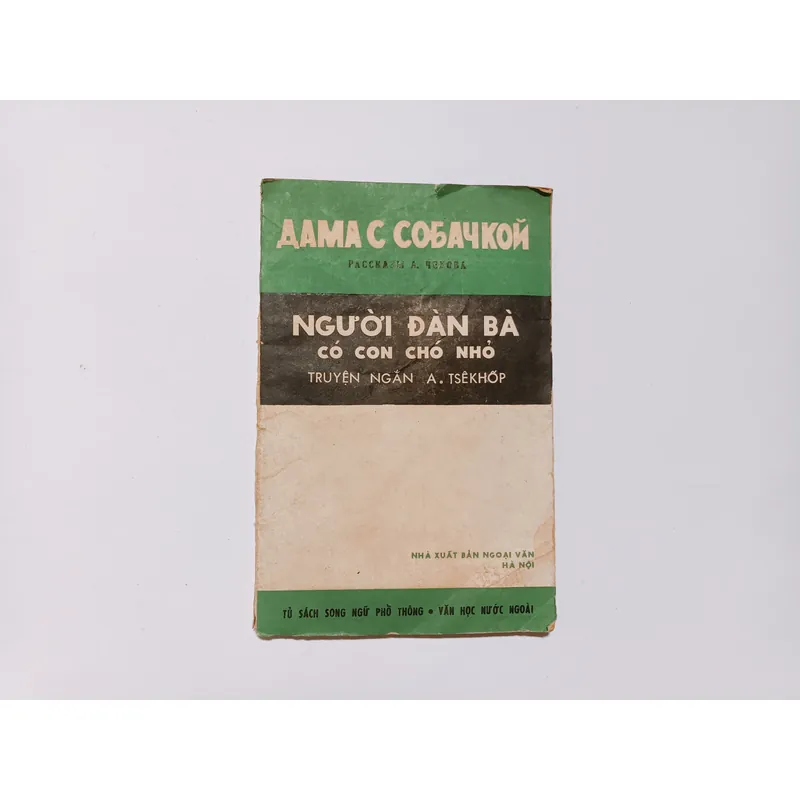 ДАМА С СОБАЧКОЙ
РАССКАЗЫ А. ЧЕХОВА
NGƯỜI ĐÀN BÀ
CÓ CON CHÓ NHỎ
TRUYỆN NGẮN A. TSÊKHỐP
NHÀ XUẤT BẢN NGOẠI VĂN
HÀ NỘI
TỦ SÁCH SONG NGỮ PHỔ THÔNG • VĂN HỌC NƯỚC NGOÀI